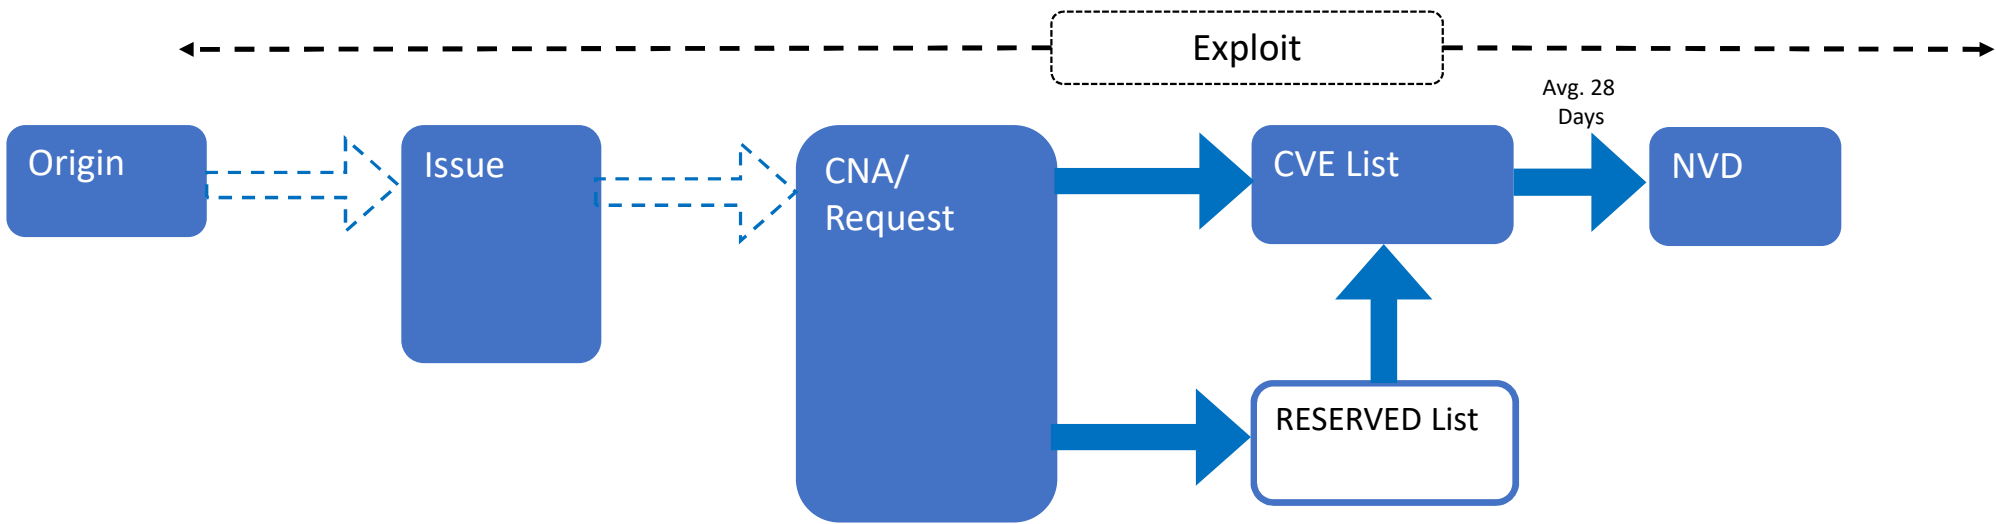 Exploit
Avg. 28
Days
Origin
Issue
CNA/
Request
CVE List
NVD
RESERVED List